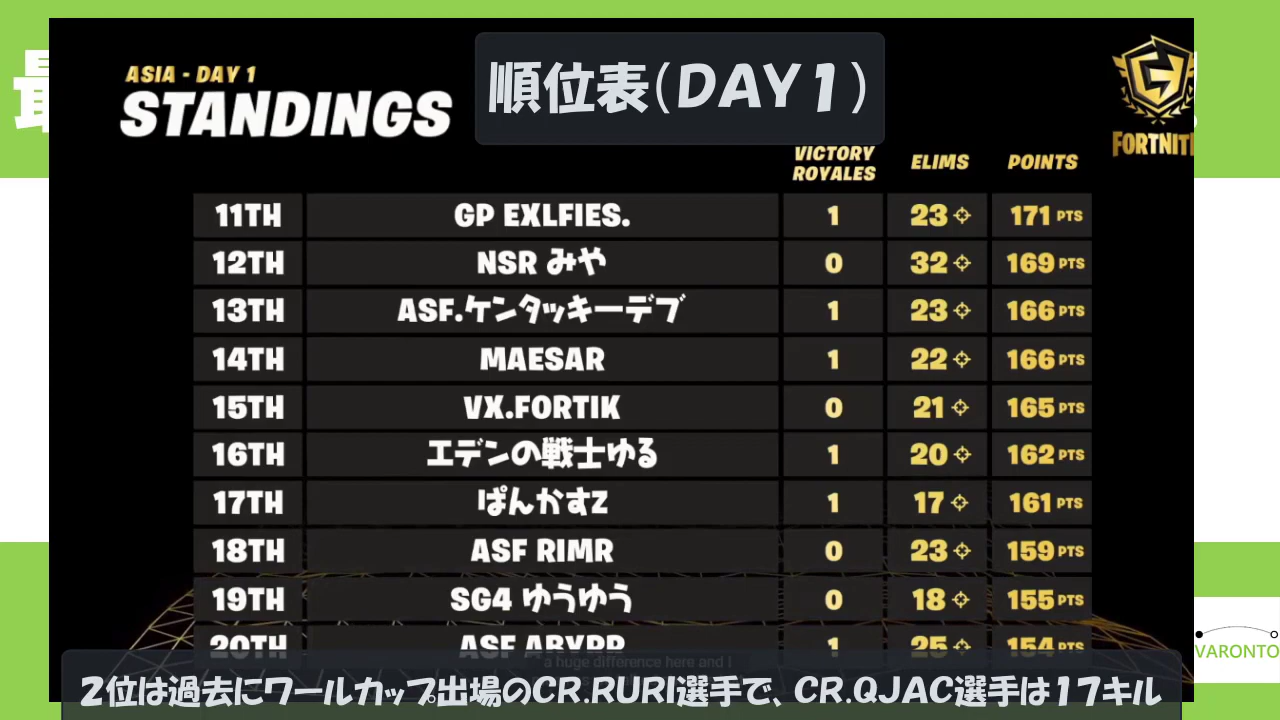 最
ASIA - DAY 1
STANDINGS
順位表(DAY1)
FORTNIT
VICTORY ROYALES ELIMS POINTS
11TH GP EXLFIES. 1 23 171 PTS
12TH NSR みや 0 32 169 PTS
13TH ASF.ケンタッキーデブ 1 23 166 PTS
14TH MAESAR 1 22 166 PTS
15TH VX.FORTIK 0 21 165 PTS
16TH エデンの戦士ゆる 1 20 162 PTS
17TH ぱんかすZ 1 17 161 PTS
18TH ASF RIMR 0 23 159 PTS
19TH SG4 ゆうゆう 0 18 155 PTS
20TH ASF 1 25 154 PTS
a huge difference here and I
2位は過去にワールカップ出場のCR.RURI選手で、CR.QJAC選手は17キル
VARONTO